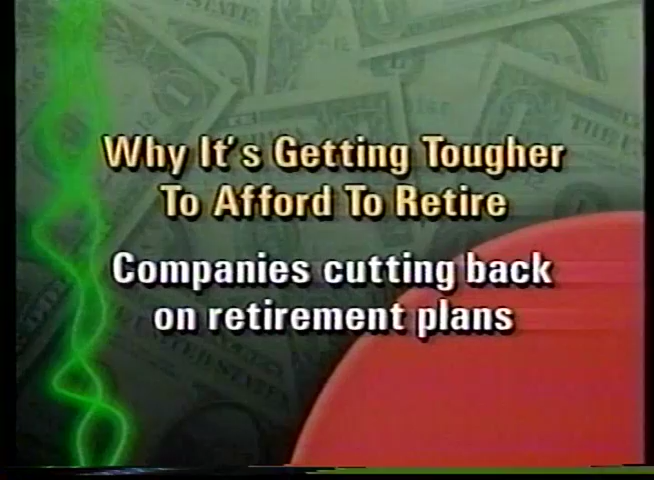 Why It's Getting Tougher
To Afford To Retire
Companies cutting back
on retirement plans